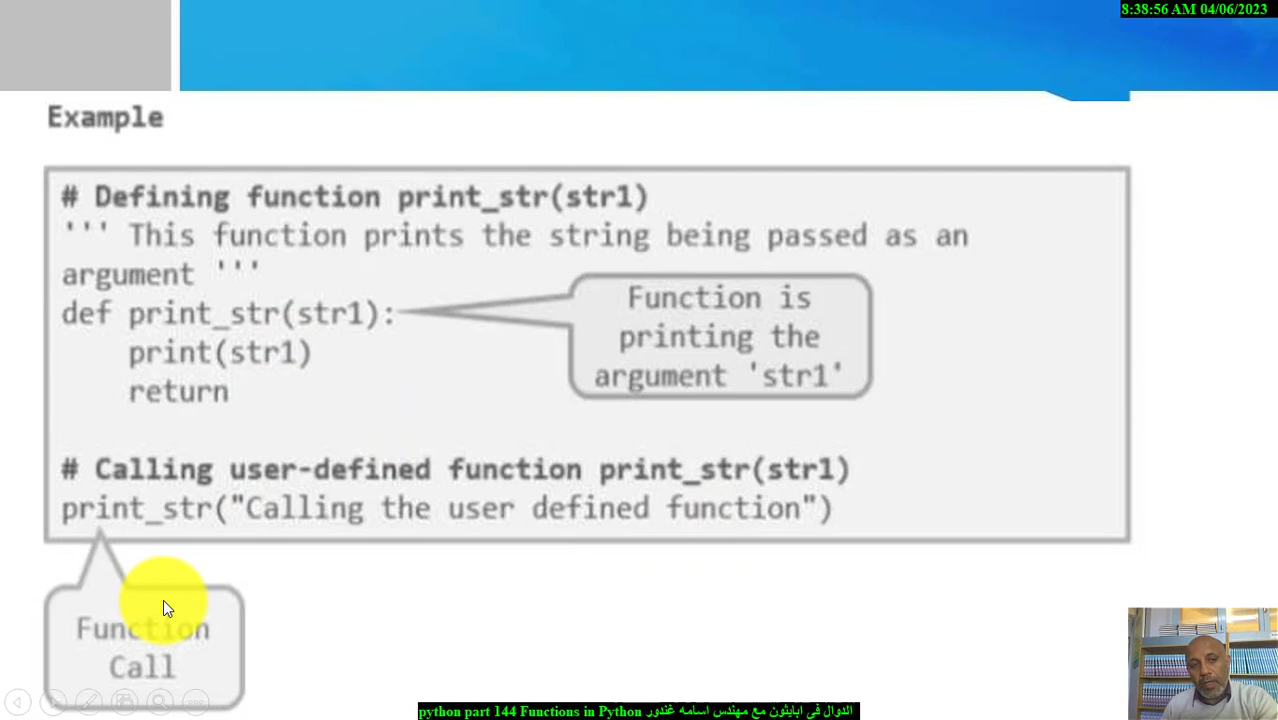 8:38:56 AM 04/06/2023
Example
# Defining function print_str(str1)
''' This function prints the string being passed as an
argument '''
def print_str(str1):
print(str1)
return
Function is
printing the
argument 'str1'
# Calling user-defined function print_str(str1)
print_str("Calling the user defined function")
Function
Call
python part 144 Functions in Python الدوال فى ابايثون مع مهندس اسامه غندور